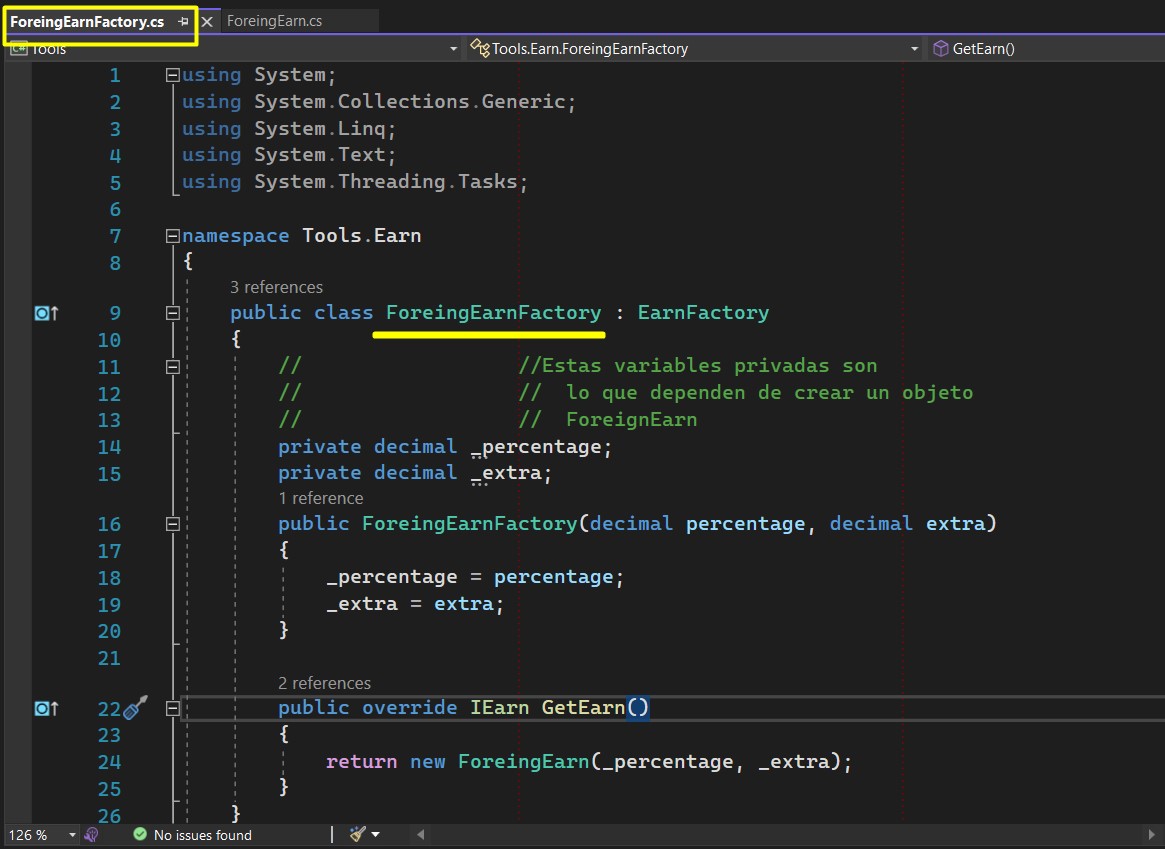 ForeingEarnFactory.cs
ForeingEarn.cs
C# Tools
Tools.Earn.ForeingEarnFactory
GetEarn()
1 using System;
2 using System.Collections.Generic;
3 using System.Linq;
4 using System.Text;
5 using System.Threading.Tasks;
6
7 namespace Tools.Earn
8 {
3 references
9 public class ForeingEarnFactory : EarnFactory
10 {
11 // //Estas variables privadas son
12 // // lo que dependen de crear un objeto
13 // // ForeignEarn
14 private decimal _percentage;
15 private decimal _extra;
1 reference
16 public ForeingEarnFactory(decimal percentage, decimal extra)
17 {
18 _percentage = percentage;
19 _extra = extra;
20 }
21
2 references
22 public override IEarn GetEarn()
23 {
24 return new ForeingEarn(_percentage, _extra);
25 }
26 }
126 %
No issues found